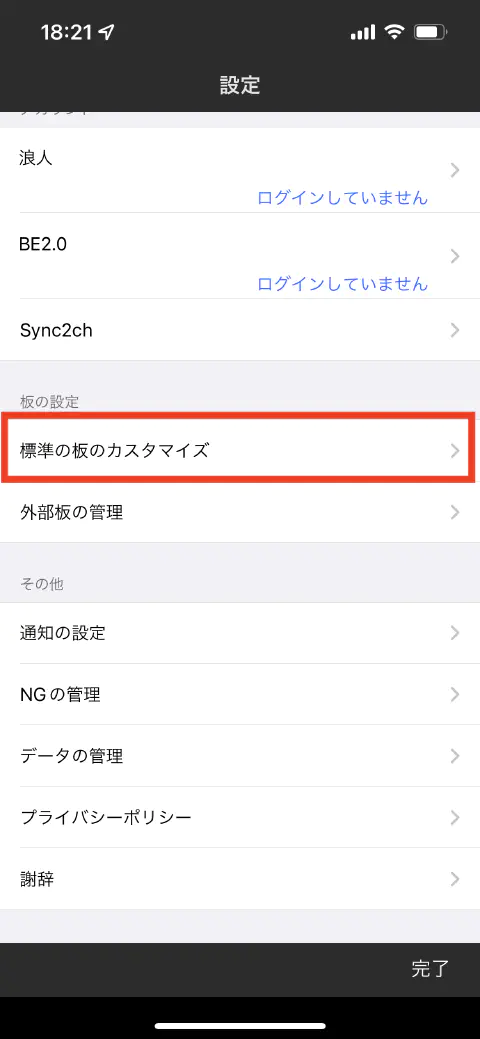 18:21
設定
浪人
ログインしていません
BE2.0
ログインしていません
Sync2ch
板の設定
標準の板のカスタマイズ
外部板の管理
その他
通知の設定
NGの管理
データの管理
プライバシーポリシー
謝辞
完了